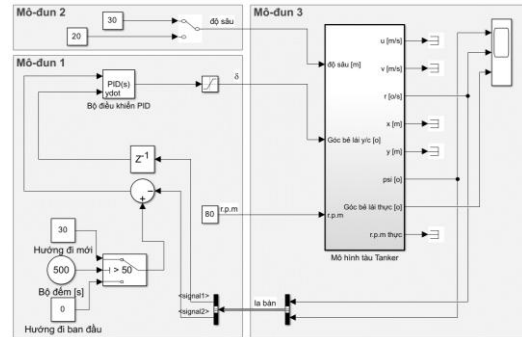 Mô-đun 2
30
20
độ sâu
Mô-đun 1
PID(s)
ydot
Bộ điều khiển PID
δ
Z-1
+
−
30
Hướng đi mới
500
Bộ đếm [s]
> 50
0
Hướng đi ban đầu
<signal1>
<signal2>
la bàn
80
r.p.m
Mô-đun 3
độ sâu [m]
Góc bẻ lái y/c [o]
r.p.m
u [m/s]
v [m/s]
r [o/s]
x [m]
y [m]
psi [o]
Góc bẻ lái thực [o]
r.p.m thực
Mô hình tàu Tanker